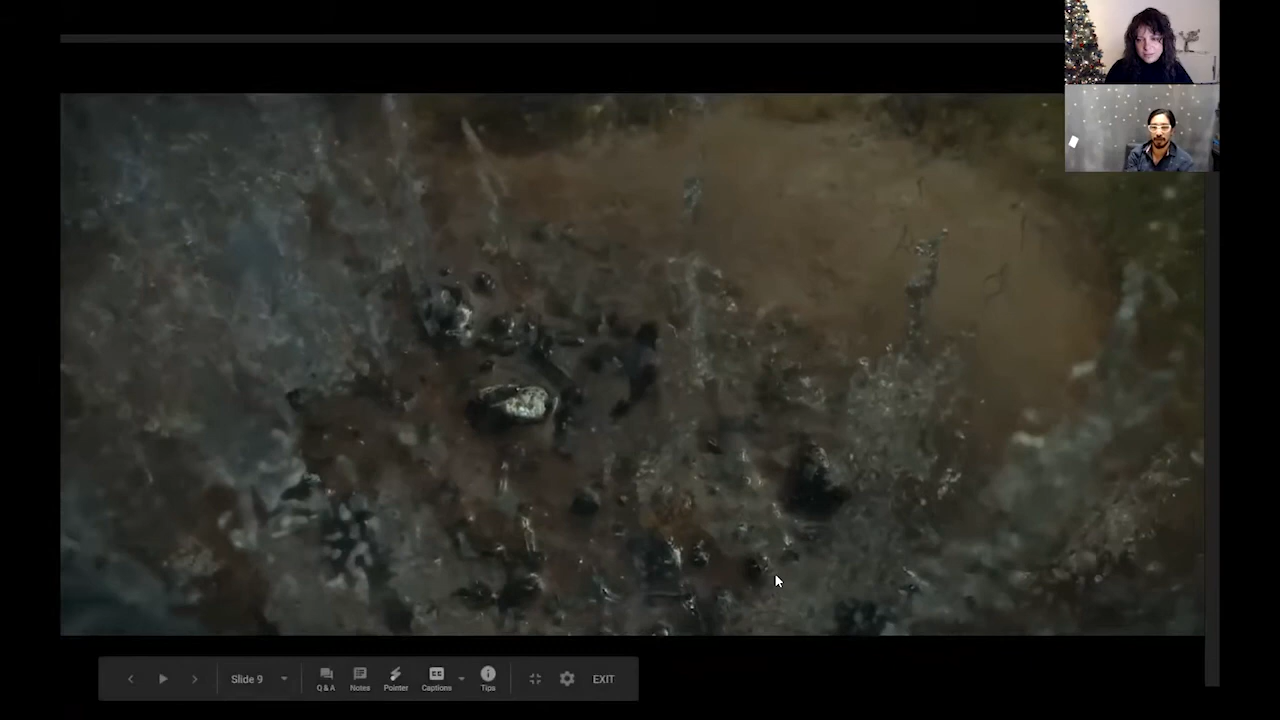 Slide 9
Q & A
Notes
Pointer
Captions
Tips
EXIT